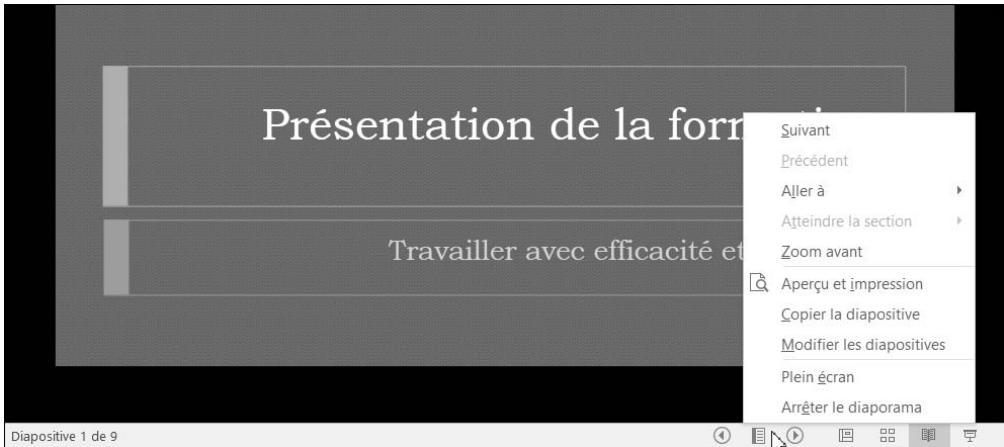 Présentation de la
Travailler avec efficacité et
Suivant
Précédent
Aller à
Atteindre la section
Zoom avant
Aperçu et impression
Copier la diapositive
Modifier les diapositives
Plein écran
Arrêter le diaporama
Diapositive 1 de 9